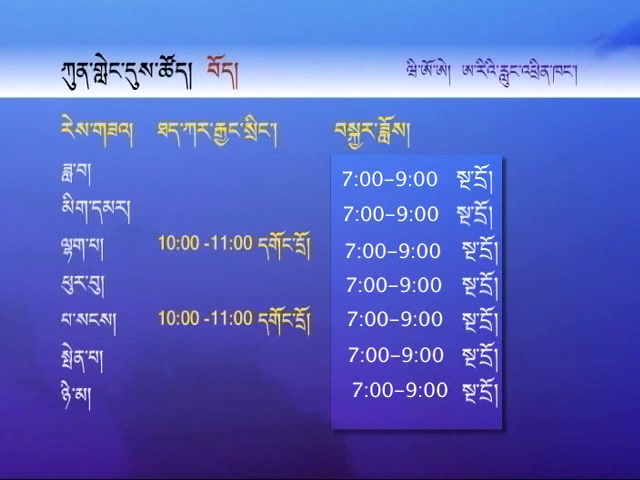 ཀུན་གླེང་དུས་ཚོད། བོད། ཝི་ཨོ་ཨེ། ཨ་རིའི་རླུང་འཕྲིན་ཁང་།
རེས་གཟའ། ཐད་ཀར་རྒྱང་སྲིང་། བསྐྱར་ཟློས།
ཟླ་བ། 7:00-9:00 སྔ་དྲོ།
མིག་དམར། 7:00-9:00 སྔ་དྲོ།
ལྷག་པ། 10:00 -11:00 དགོང་དྲོ། 7:00-9:00 སྔ་དྲོ།
ཕུར་བུ། 7:00-9:00 སྔ་དྲོ།
པ་སངས། 10:00 -11:00 དགོང་དྲོ། 7:00-9:00 སྔ་དྲོ།
སྤེན་པ། 7:00-9:00 སྔ་དྲོ།
ཉི་མ། 7:00-9:00 སྔ་དྲོ།